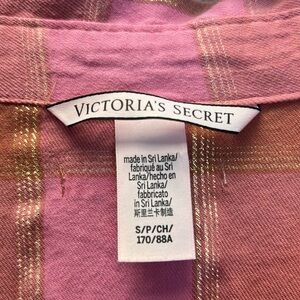 VICTORIA'S SECRET
made in Sri Lanka/
fabriqué au Sri
Lanka/hecho en
Sri Lanka/
fabbricato
in Sri Lanka
斯里兰卡制造
S/P/CH/
170/88A